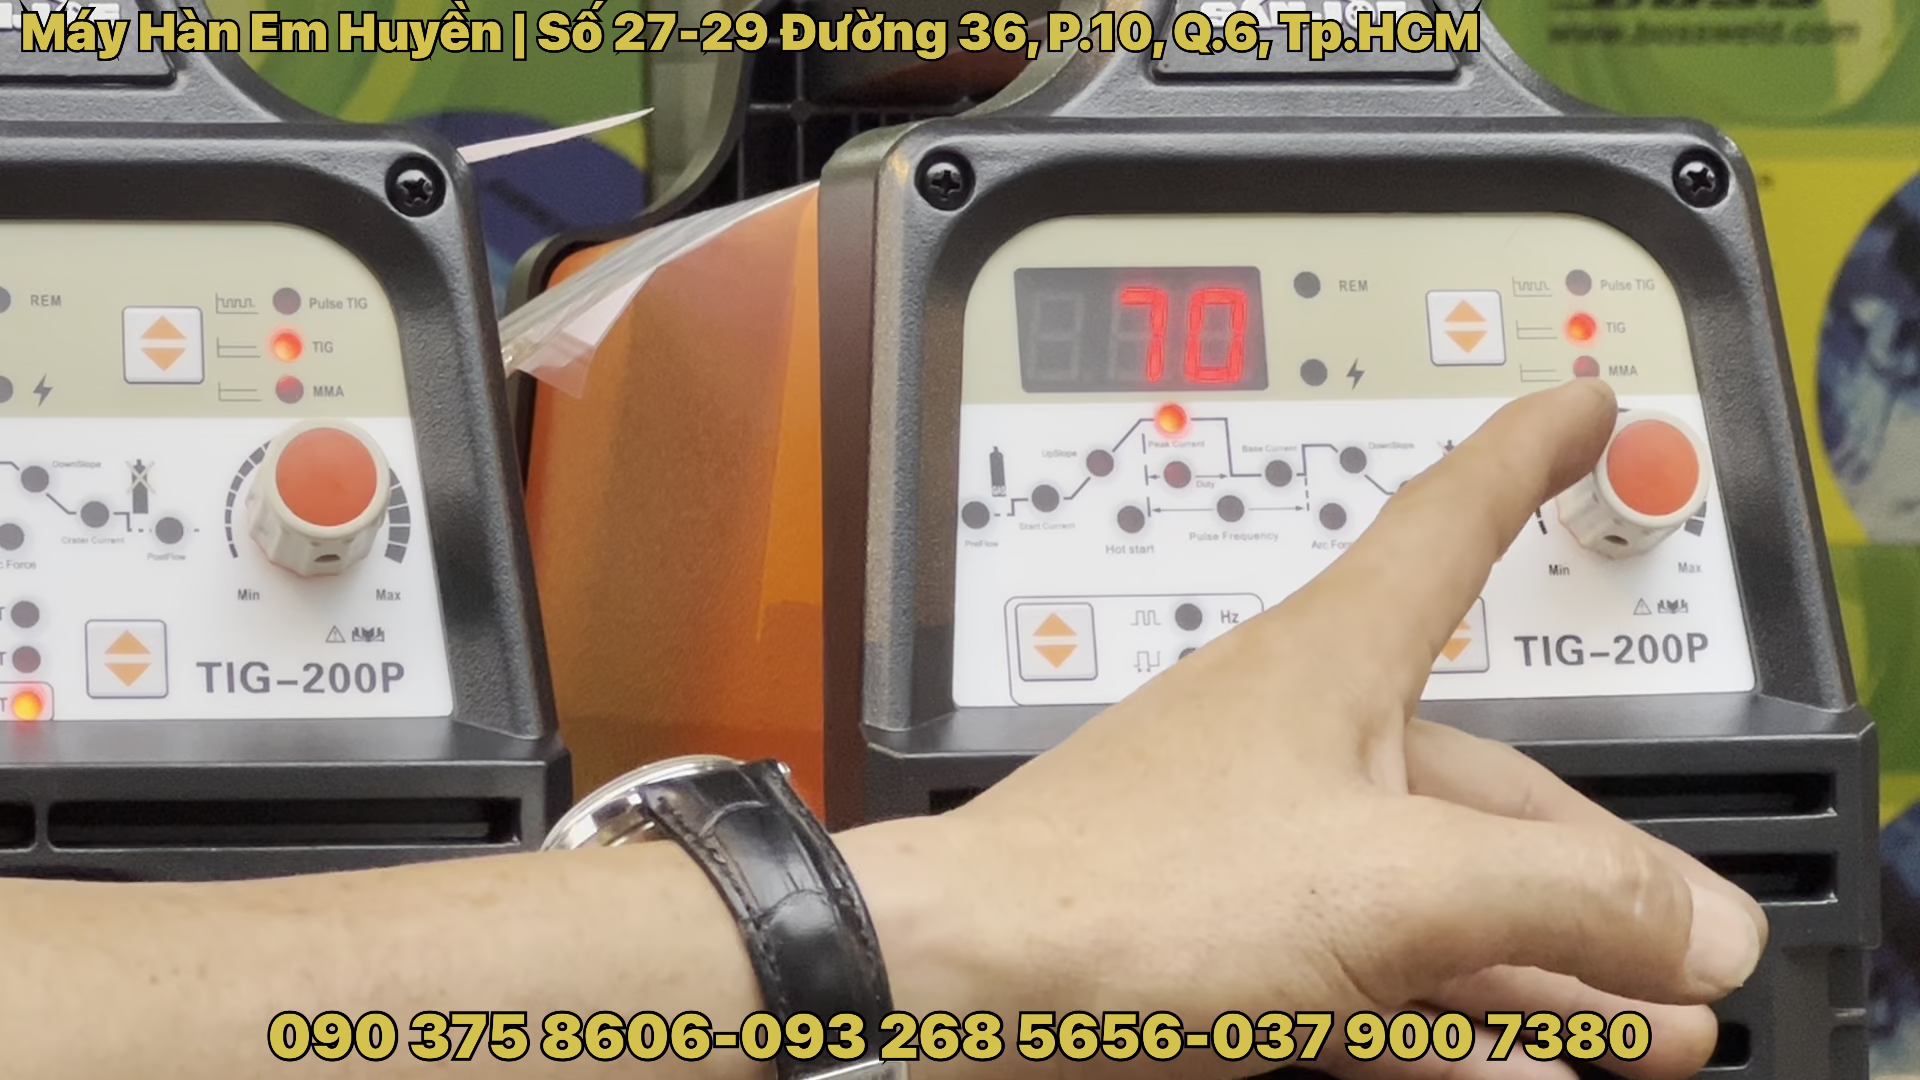 Máy Hàn Em Huyền | Số 27-29 Đường 36, P.10, Q.6, Tp.HCM
REM
Pulse TIG
TIG
MMA
DownSlope
Crater Current
PostFlow
Min
Max
TIG-200P
70
REM
Pulse TIG
TIG
MMA
UpSlope
Peak Current
Base Current
DownSlope
Duty
Start Current
PreFlow
Hot start
Pulse Frequency
Min
Max
Hz
TIG-200P
090 375 8606-093 268 5656-037 900 7380